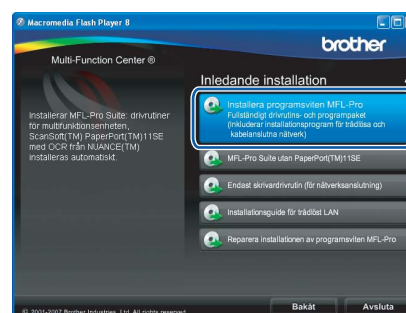 Macromedia Flash Player 8
brother
Multi-Function Center ®
Inledande installation
Installera programsviten MFL-Pro
Fullständigt drivrutins- och programpaket
(inkluderar installationsprogram för trådlösa och
kabelanslutna nätverk)
Installerar MFL-Pro Suite: drivrutiner
för multifunktionsenheten,
ScanSoft(TM) PaperPort(TM)11SE
med OCR från NUANCE(TM)
installeras automatiskt.
MFL-Pro Suite utan PaperPort(TM)11SE
Endast skrivardrivrutin (för nätverksanslutning)
Installationsguide för trådlöst LAN
Reparera installationen av programsviten MFL-Pro
Bakåt
Avsluta
© 2001-2007 Brother Industries, Ltd. All rights reserved.